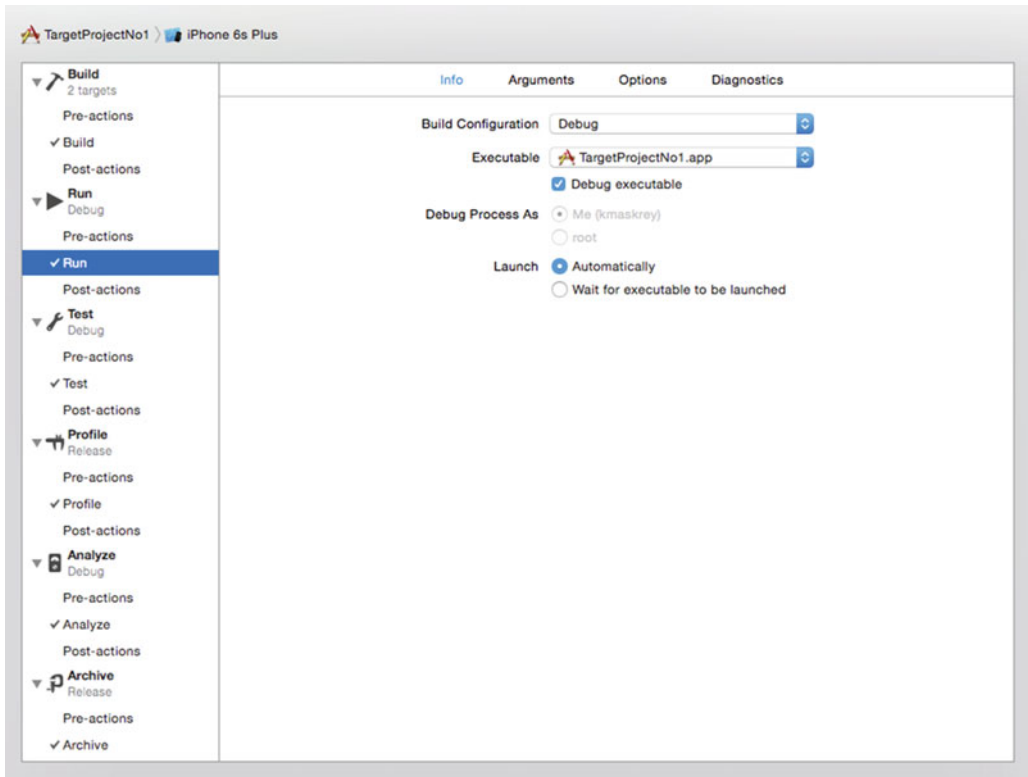 TargetProjectNo1 iPhone 6s Plus
Build
2 targets
Pre-actions
Build
Post-actions
Run
Debug
Pre-actions
Run
Post-actions
Test
Debug
Pre-actions
Test
Post-actions
Profile
Release
Pre-actions
Profile
Post-actions
Analyze
Debug
Pre-actions
Analyze
Post-actions
Archive
Release
Pre-actions
Archive
Info Arguments Options Diagnostics
Build Configuration Debug
Executable TargetProjectNo1.app
Debug executable
Debug Process As Me (kmaskrey)
root
Launch Automatically
Wait for executable to be launched